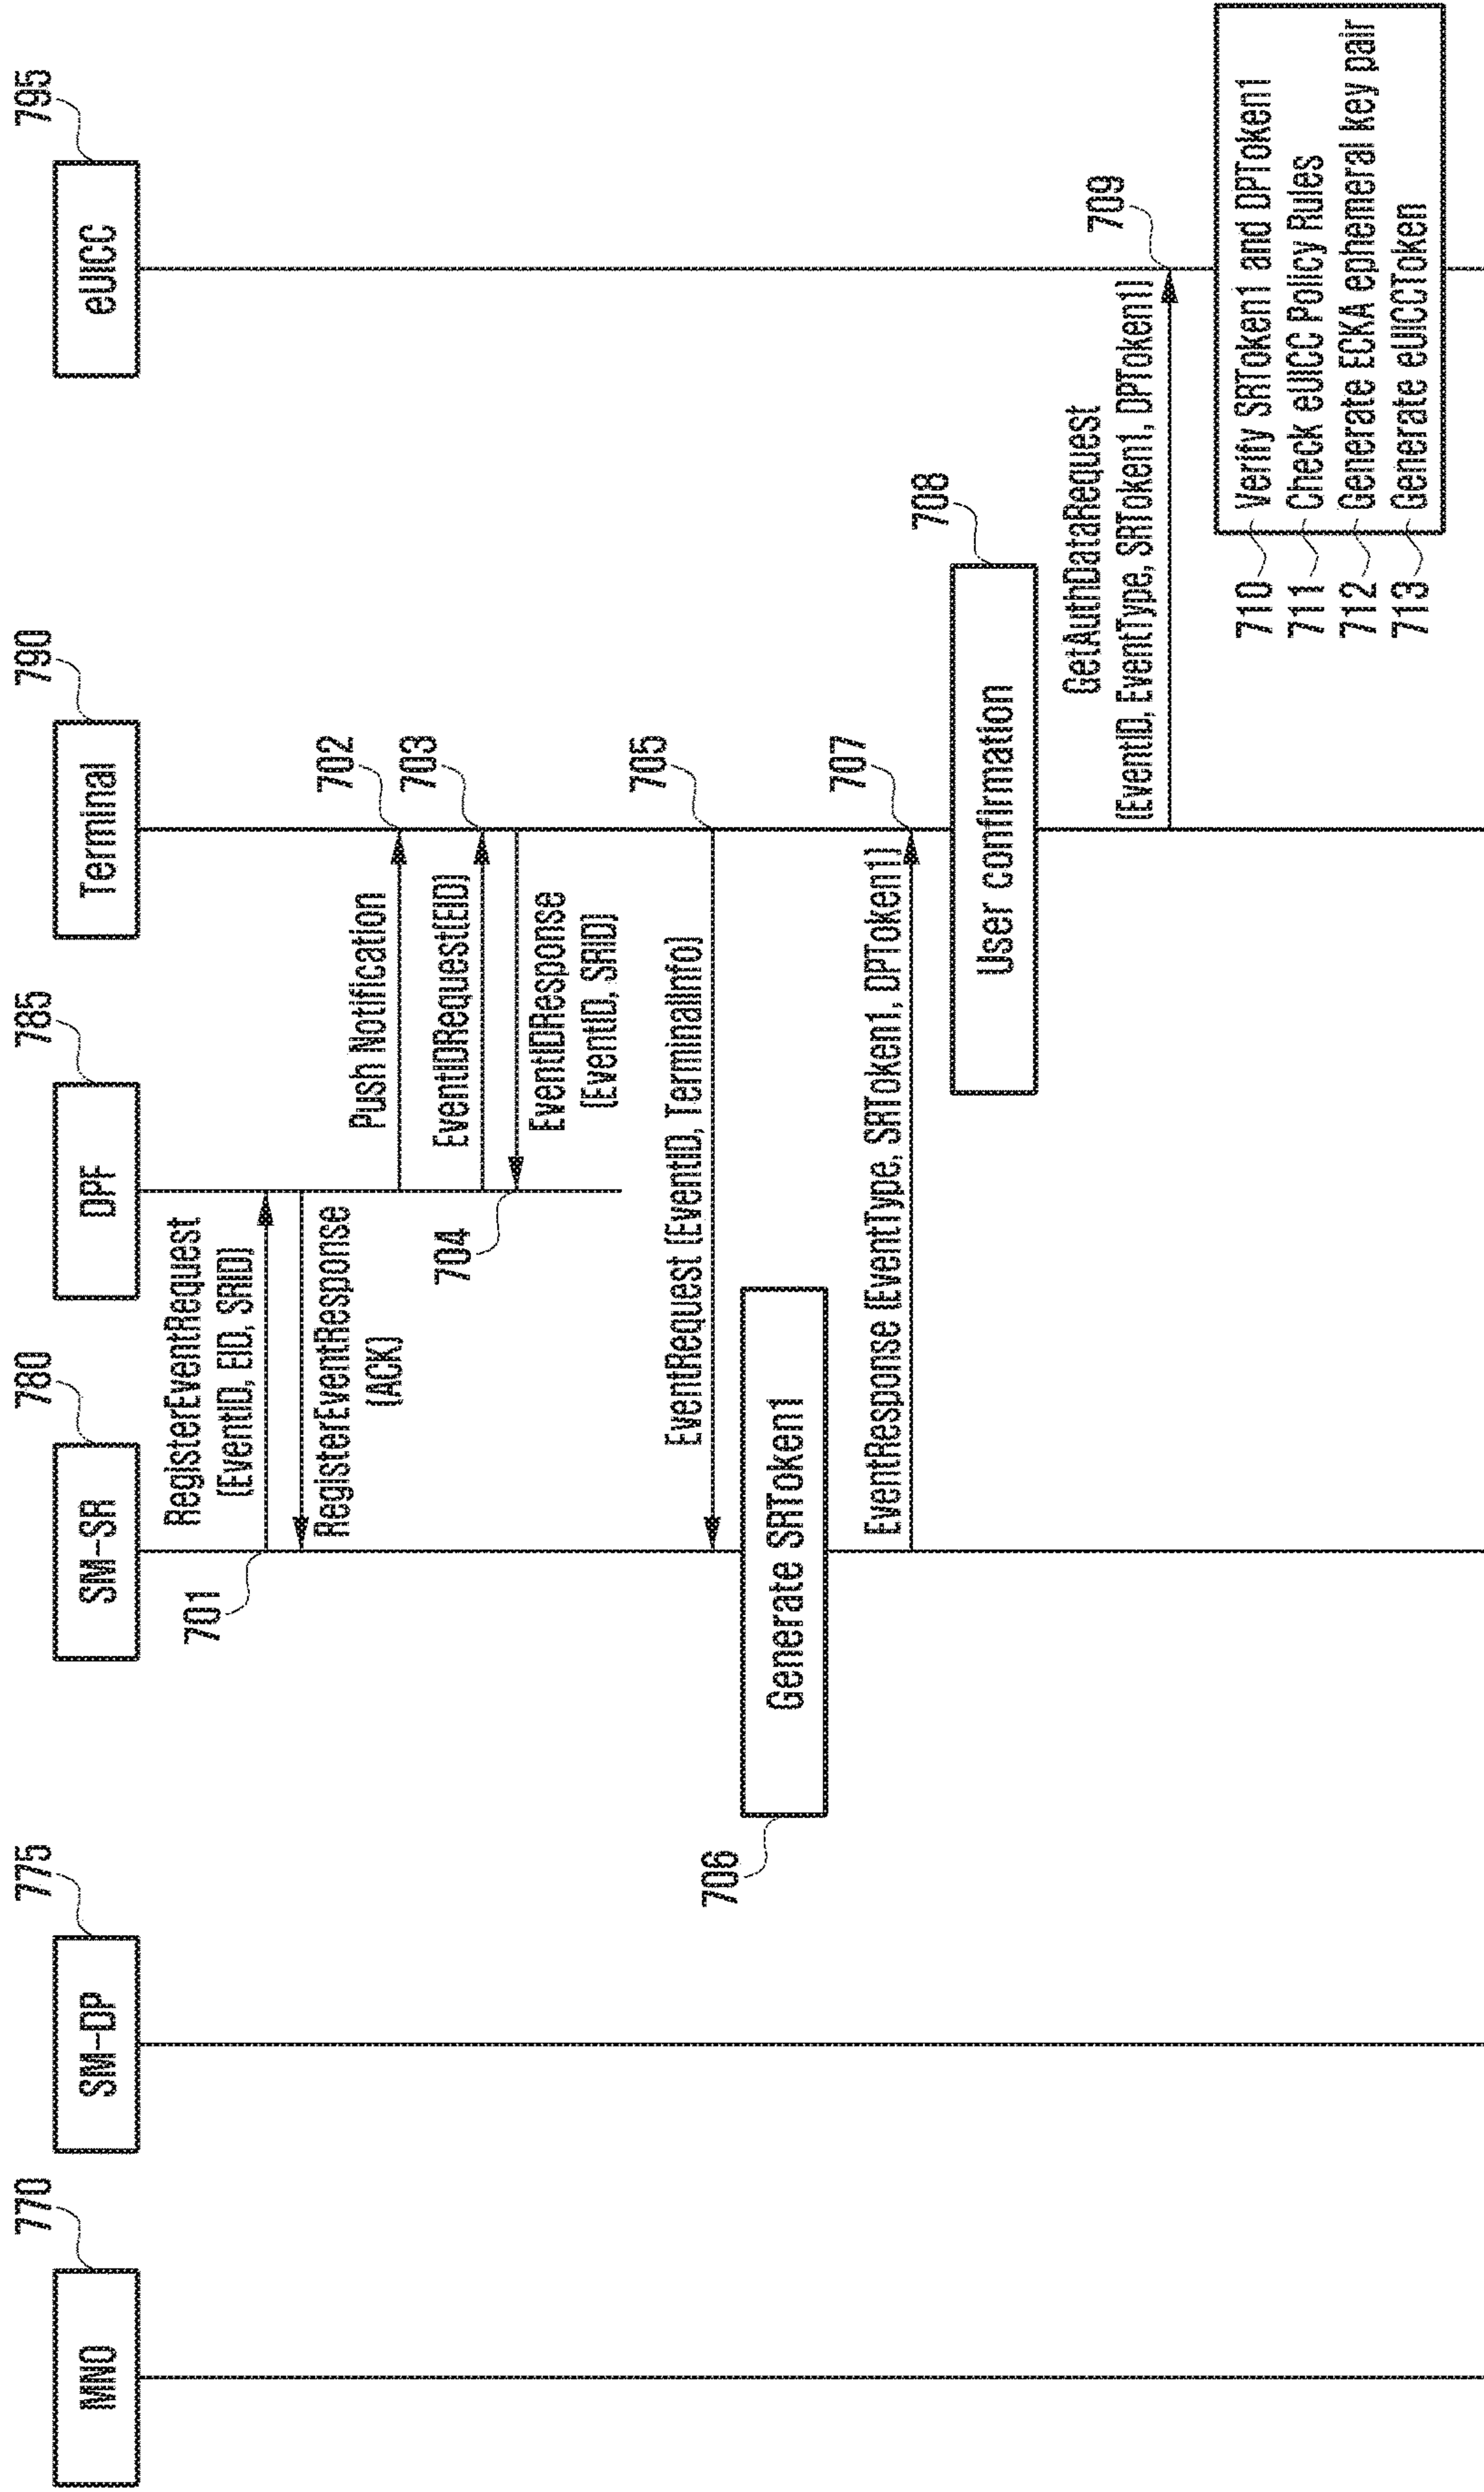 MNO
770
SM-DP
775
SM-SR
780
DPF
785
Terminal
790
eUICC
795
RegisterEventRequest
(EventID, EID, SRID)
701
RegisterEventResponse
(ACK)
Push Notification
702
EventIDRequest(EID)
703
EventIDResponse
(EventID, SRID)
704
EventRequest (EventID, TerminalInfo)
705
Generate SRToken1
706
EventResponse (EventType, SRToken1, DPToken1)
707
User confirmation
708
GetAuthDataRequest
(EventID, EventType, SRToken1, DPToken1)
709
710 Verify SRToken1 and DPToken1
711 Check eUICC Policy Rules
712 Generate ECKA ephemeral key pair
713 Generate eUICCToken